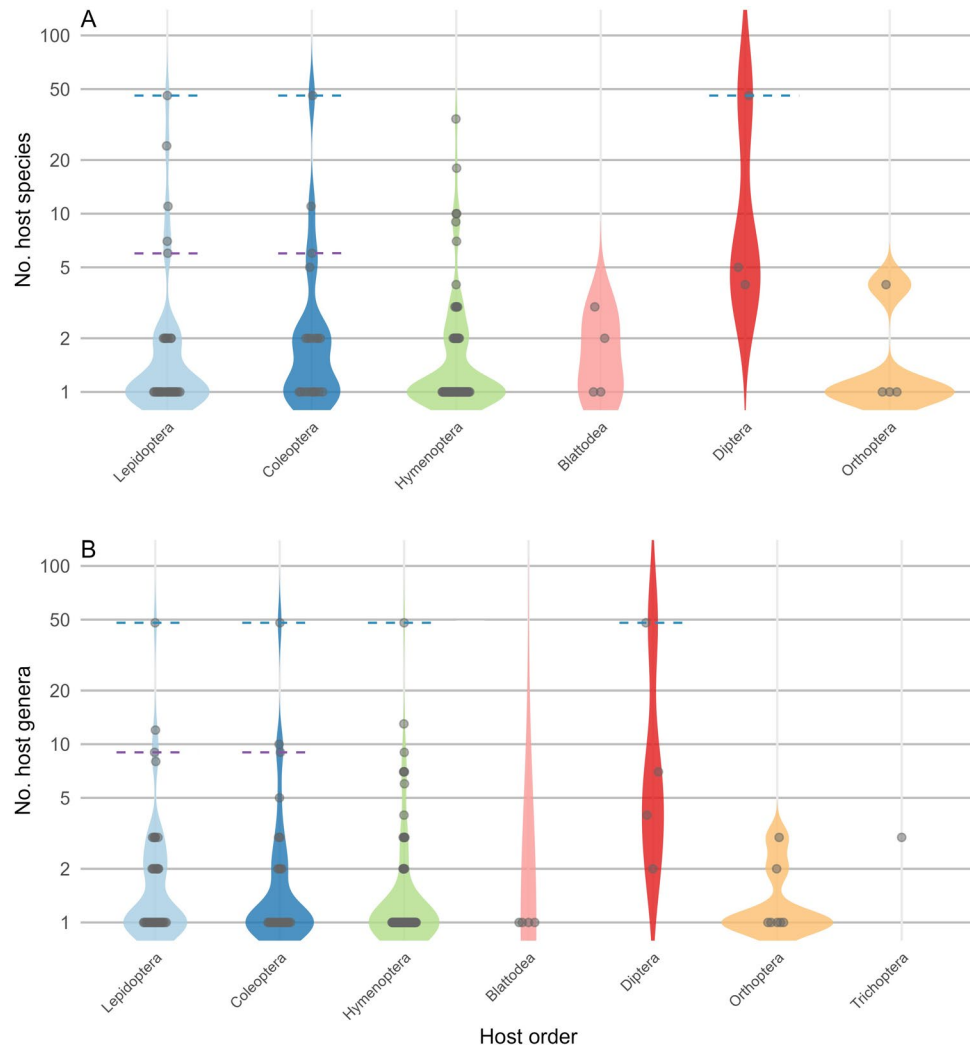 A
100
50
20
10
5
2
1
No. host species
Lepidoptera
Coleoptera
Hymenoptera
Blattodea
Diptera
Orthoptera
B
100
50
20
10
5
2
1
No. host genera
Lepidoptera
Coleoptera
Hymenoptera
Blattodea
Diptera
Orthoptera
Trichoptera
Host order